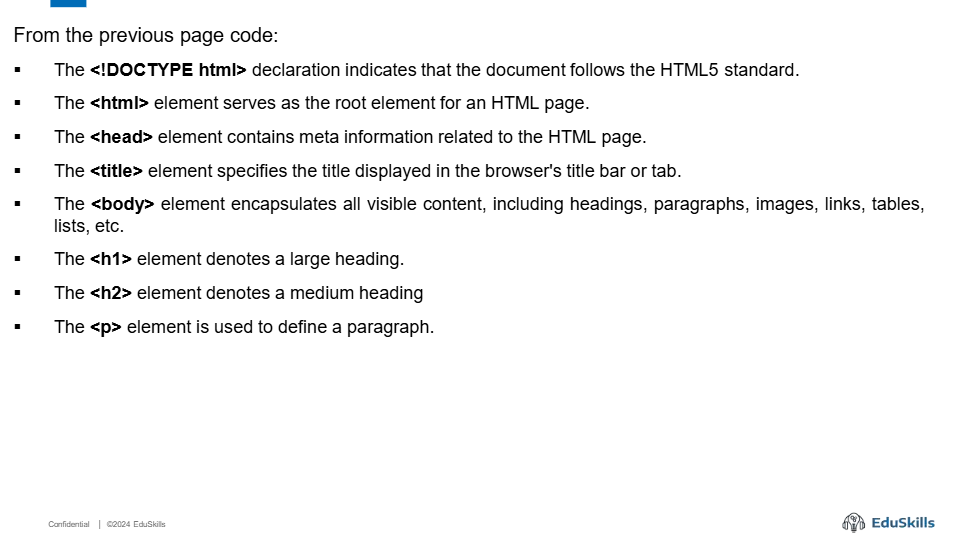 From the previous page code:
▪ The <!DOCTYPE html> declaration indicates that the document follows the HTML5 standard.
▪ The <html> element serves as the root element for an HTML page.
▪ The <head> element contains meta information related to the HTML page.
▪ The <title> element specifies the title displayed in the browser's title bar or tab.
▪ The <body> element encapsulates all visible content, including headings, paragraphs, images, links, tables,
lists, etc.
▪ The <h1> element denotes a large heading.
▪ The <h2> element denotes a medium heading
▪ The <p> element is used to define a paragraph.
Confidential | ©2024 EduSkills
EduSkills